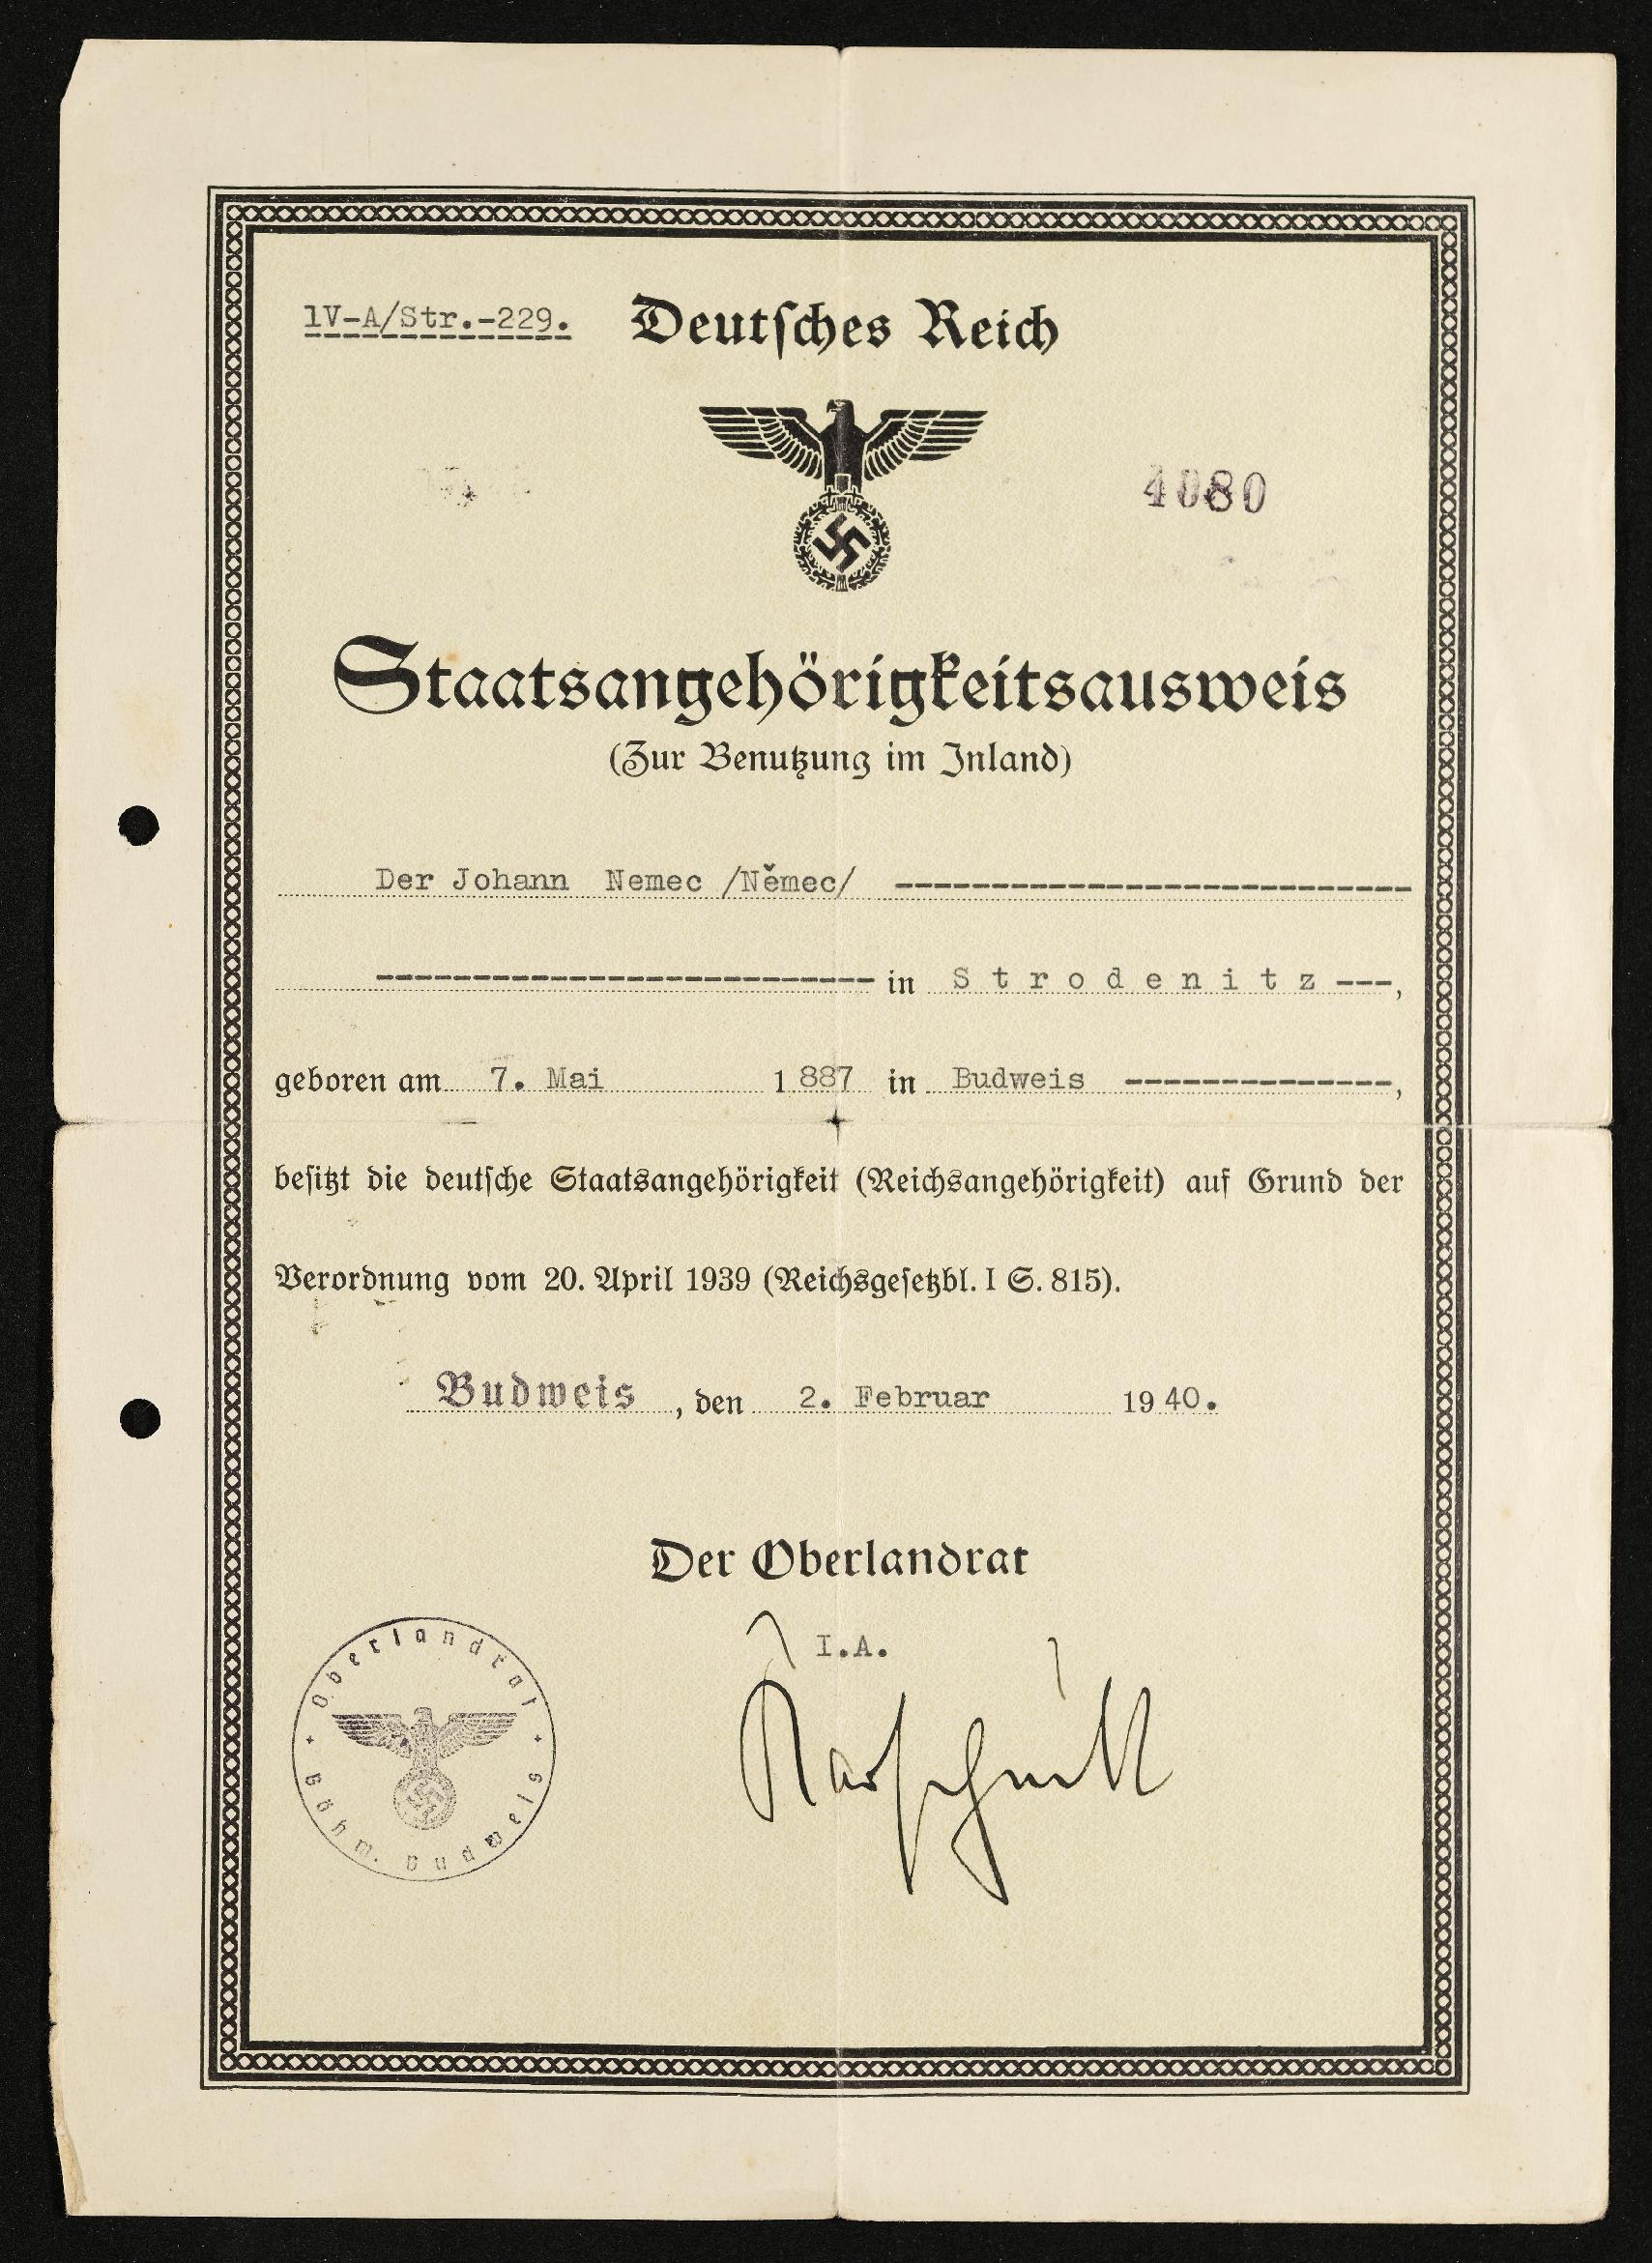 1V-A/Str.-229. Deutsches Reich
4080
Staatsangehörigkeitsausweis
(Zur Benutzung im Inland)
Der Johann Nemec /Němec/ ---------------------------
-------------------------- in Strodenitz ---,
geboren am 7. Mai 1887 in Budweis --------------,
besitzt die deutsche Staatsangehörigkeit (Reichsangehörigkeit) auf Grund der
Verordnung vom 20. April 1939 (Reichsgesetzbl. I S. 815).
Budweis, den 2. Februar 1940.
Der Oberlandrat
I.A.
Oberlandrat
Böhm. Budweis